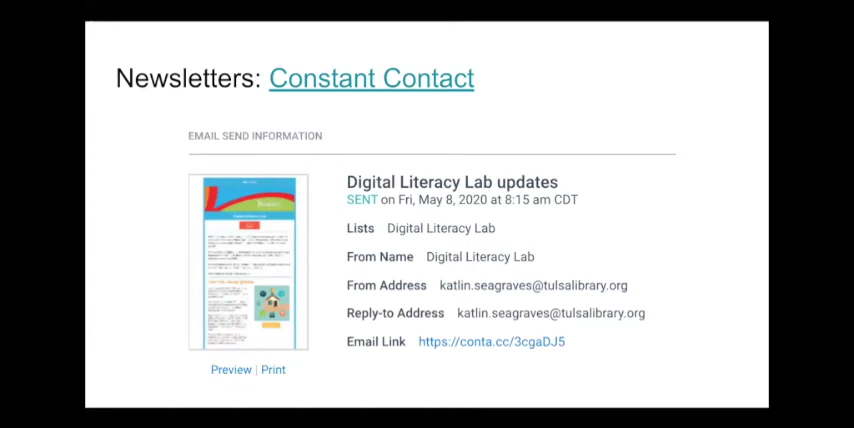 Newsletters: Constant Contact
EMAIL SEND INFORMATION
Digital Literacy Lab updates
SENT on Fri, May 8, 2020 at 8:15 am CDT
Lists Digital Literacy Lab
From Name Digital Literacy Lab
From Address katlin.seagraves@tulsalibrary.org
Reply-to Address katlin.seagraves@tulsalibrary.org
Email Link https://conta.cc/3cgaDJ5
Preview | Print